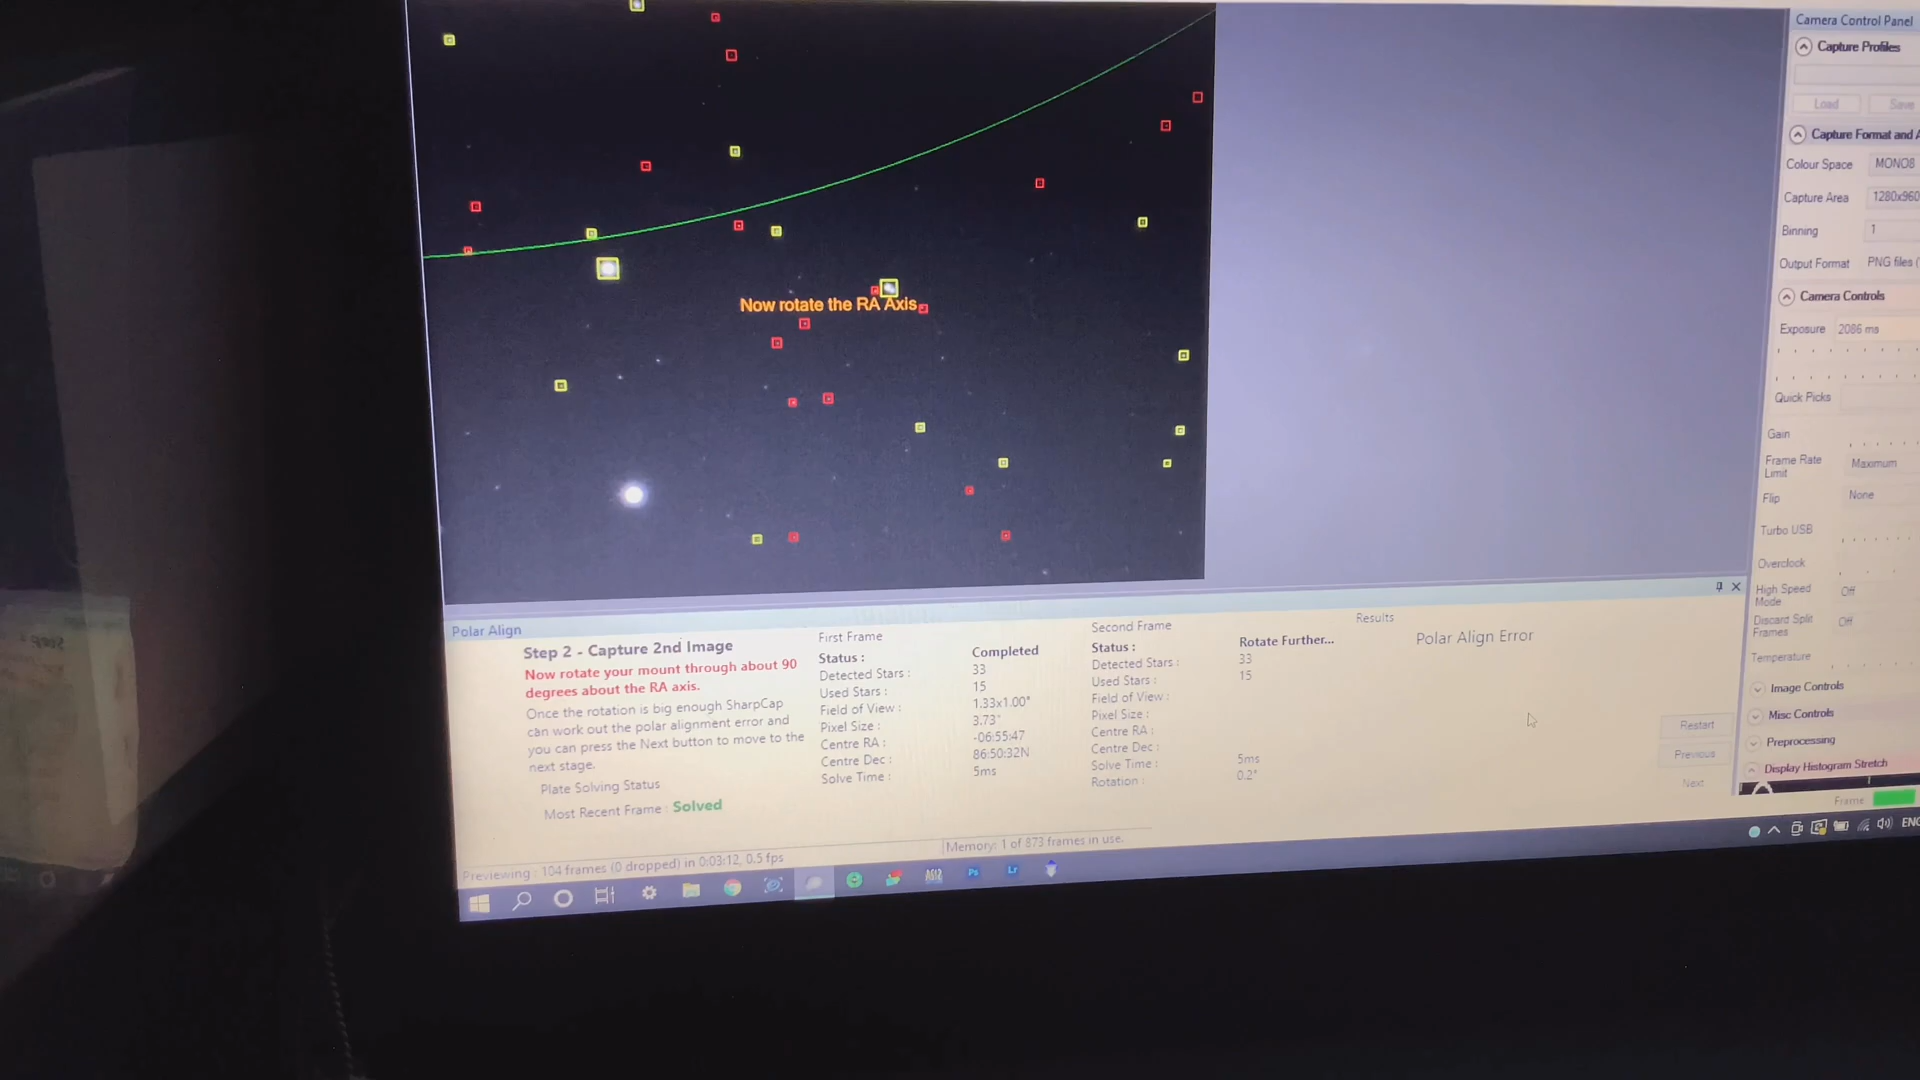 Camera Control Panel
Capture Profiles
Load
Save
Capture Format and A
Colour Space
MONO8
Capture Area
1280x960
Binning
1
Output Format
PNG files (
Camera Controls
Exposure
2086 ms
Quick Picks
Gain
Frame Rate
Limit
Maximum
Flip
None
Turbo USB
Overclock
High Speed
Mode
Off
Discard Split
Frames
Off
Temperature
Image Controls
Misc Controls
Preprocessing
Display Histogram Stretch
Frame
Now rotate the RA Axis
Polar Align
Step 2 - Capture 2nd Image
Now rotate your mount through about 90
degrees about the RA axis.
Once the rotation is big enough SharpCap
can work out the polar alignment error and
you can press the Next button to move to the
next stage.
Plate Solving Status
Most Recent Frame : Solved
First Frame
Status : Completed
Detected Stars : 33
Used Stars : 15
Field of View : 1.33x1.00°
Pixel Size : 3.73"
Centre RA : -06:55:47
Centre Dec : 86:50:32N
Solve Time : 5ms
Results
Second Frame
Status : Rotate Further...
Detected Stars : 33
Used Stars : 15
Field of View :
Pixel Size :
Centre RA :
Centre Dec :
Solve Time : 5ms
Rotation : 0.2°
Polar Align Error
Restart
Previous
Next
Previewing : 104 frames (0 dropped) in 0:03:12, 0.5 fps
Memory: 1 of 873 frames in use.
Ps
Lr
ENG